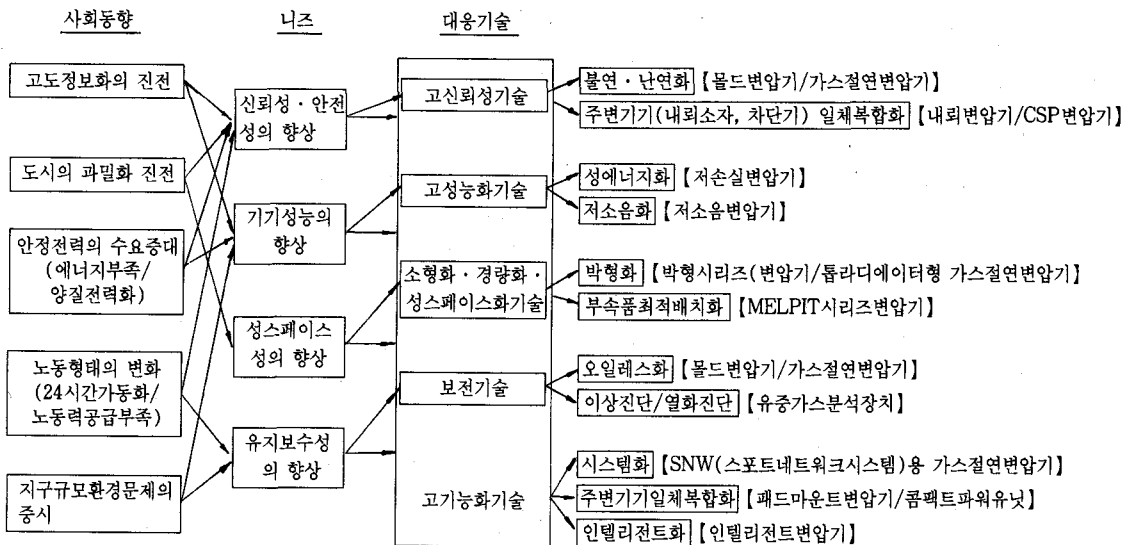 사회동향
니즈
대응기술
고도정보화의 진전
도시의 과밀화 진전
안정전력의 수요증대
(에너지부족/
양질전력화)
노동형태의 변화
(24시간가동화/
노동력공급부족)
지구규모환경문제의
중시
신뢰성·안전
성의 향상
기기성능의
향상
성스페이스
성의 향상
유지보수성
의 향상
고신뢰성기술
고성능화기술
소형화·경량화·
성스페이스화기술
보전기술
고기능화기술
불연·난연화【몰드변압기/가스절연변압기】
주변기기(내뢰소자, 차단기) 일체복합화【내뢰변압기/CSP변압기】
성에너지화【저손실변압기】
저소음화【저소음변압기】
박형화【박형시리즈(변압기/톱라디에이터형 가스절연변압기】
부속품최적배치화【MELPIT시리즈변압기】
오일레스화【몰드변압기/가스절연변압기】
이상진단/열화진단【유중가스분석장치】
시스템화【SNW(스포트네트워크시스템)용 가스절연변압기】
주변기기일체복합화【패드마운트변압기/콤팩트파워유닛】
인텔리전트화【인텔리전트변압기】